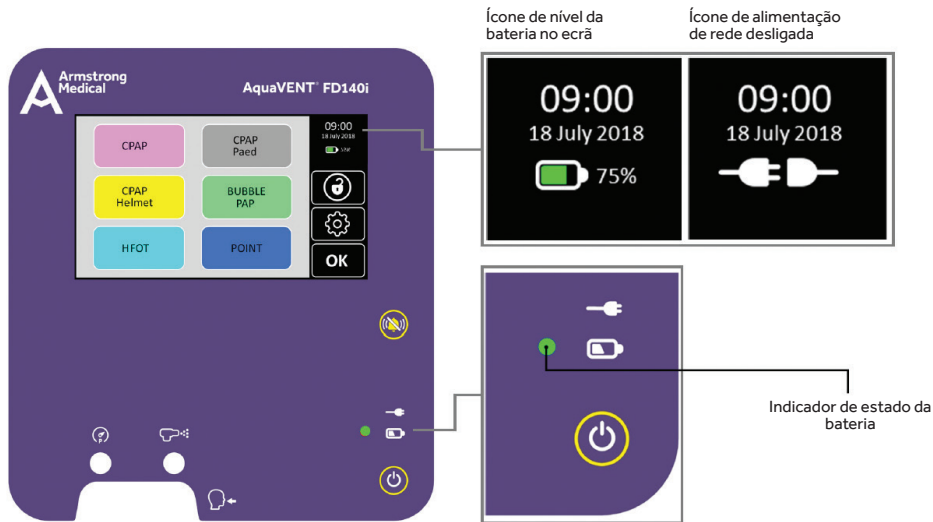 Ícone de nível da
bateria no ecrã
Ícone de alimentação
de rede desligada
Armstrong
Medical
AquaVENT® FD140i
CPAP
CPAP
Paed
CPAP
Helmet
BUBBLE
PAP
HFOT
POINT
09:00
18 July 2018
OK
09:00
18 July 2018
75%
09:00
18 July 2018
P
Indicador de estado da
bateria